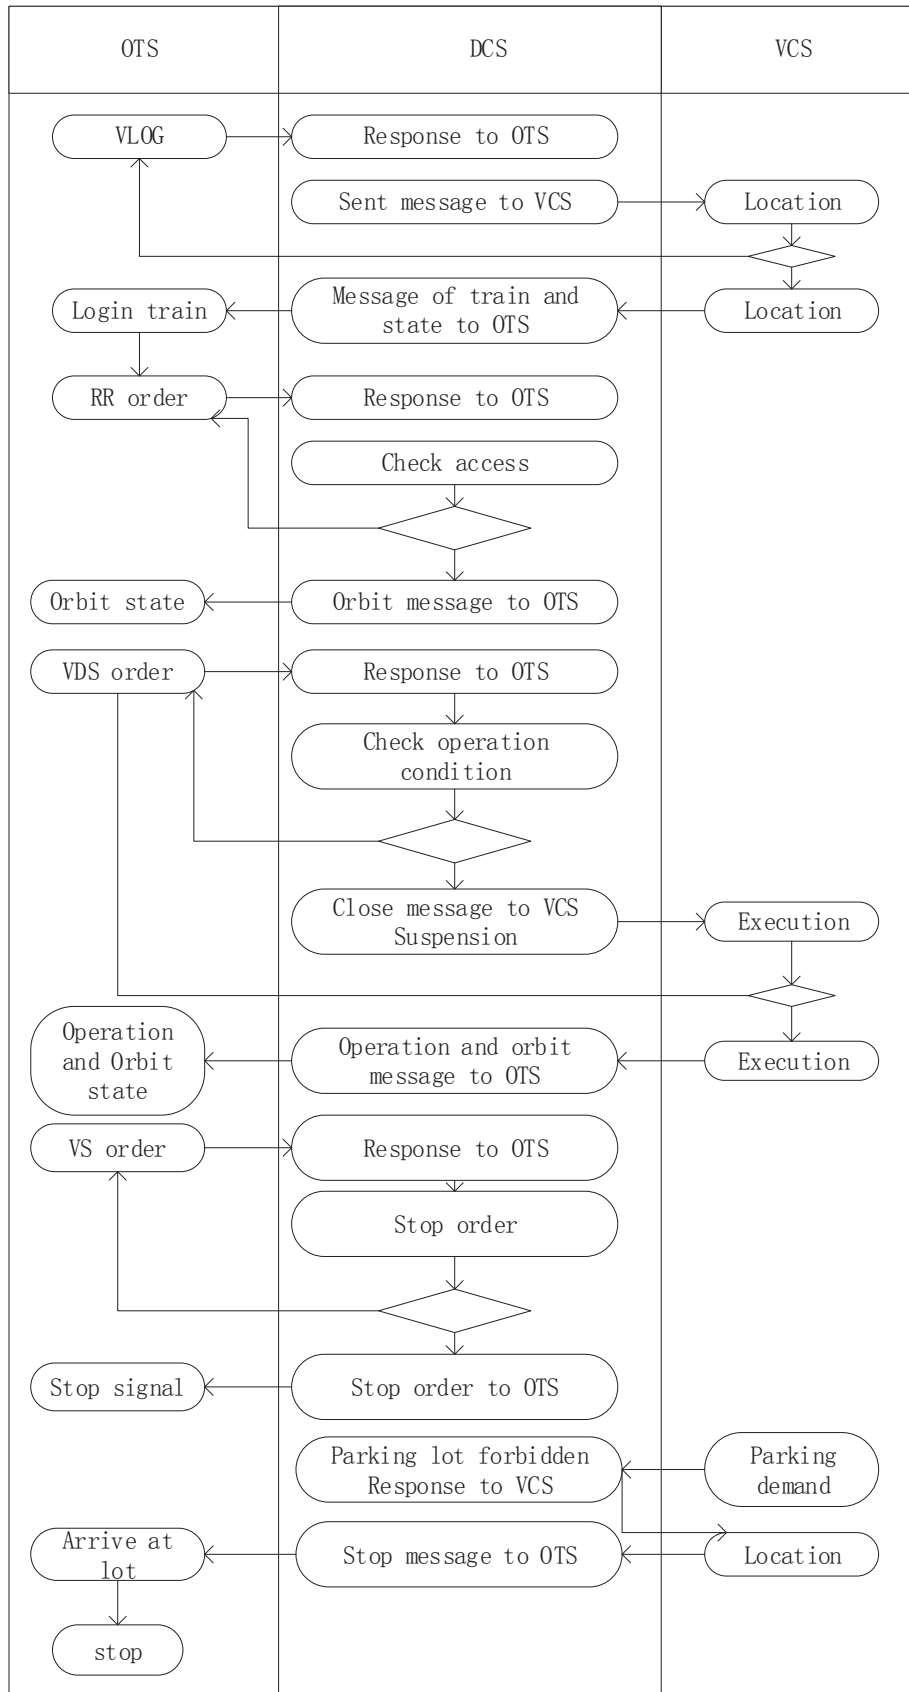 OTS
DCS
VCS
VLOG
Response to OTS
Sent message to VCS
Location
Login train
Message of train and
state to OTS
Location
RR order
Response to OTS
Check access
Orbit state
Orbit message to OTS
VDS order
Response to OTS
Check operation
condition
Close message to VCS
Suspension
Execution
Operation
and Orbit
state
Operation and orbit
message to OTS
Execution
VS order
Response to OTS
Stop order
Stop signal
Stop order to OTS
Parking lot forbidden
Response to VCS
Parking
demand
Arrive at
lot
Stop message to OTS
Location
stop